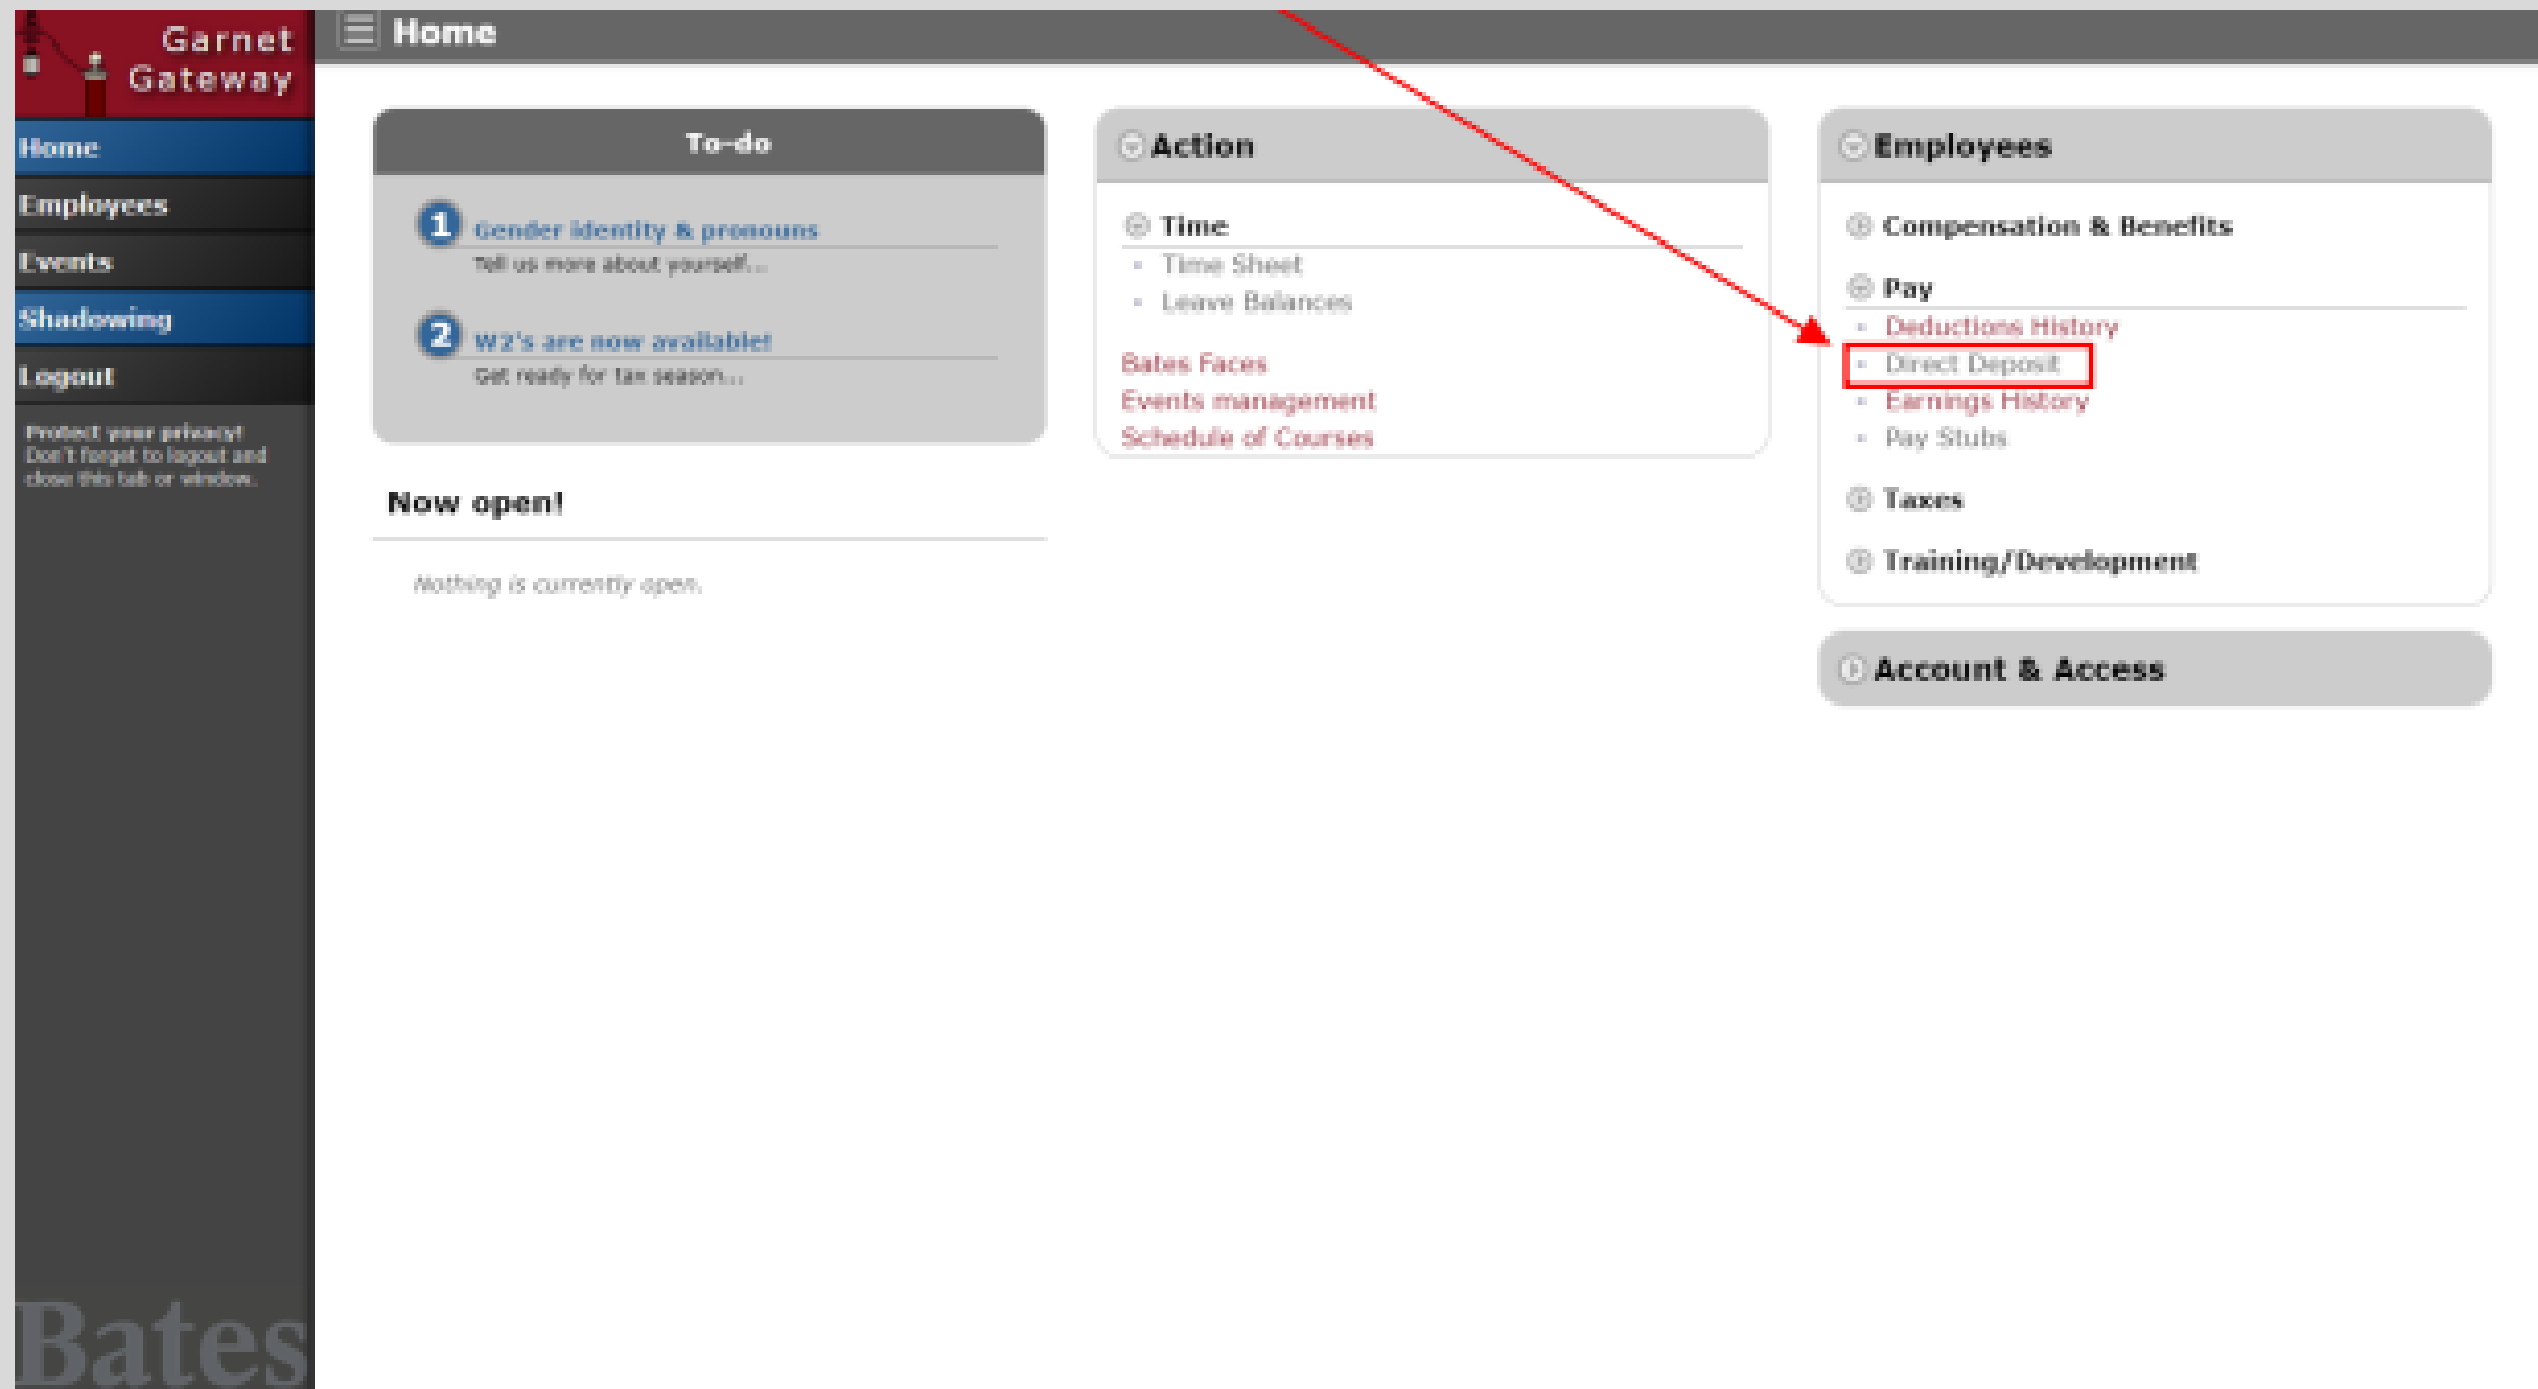 Garnet
Gateway
Home
Employees
Events
Shadowing
Logout
Protect your privacy!
Don't forget to logout and
close this tab or window.
Bates
Home
To-do
1 Gender identity & pronouns
Tell us more about yourself...
2 W2's are now available!
Get ready for tax season...
Now open!
Nothing is currently open.
Action
Time
Time Sheet
Leave Balances
Bates Faces
Events management
Schedule of Courses
Employees
Compensation & Benefits
Pay
Deductions History
Direct Deposit
Earnings History
Pay Stubs
Taxes
Training/Development
Account & Access